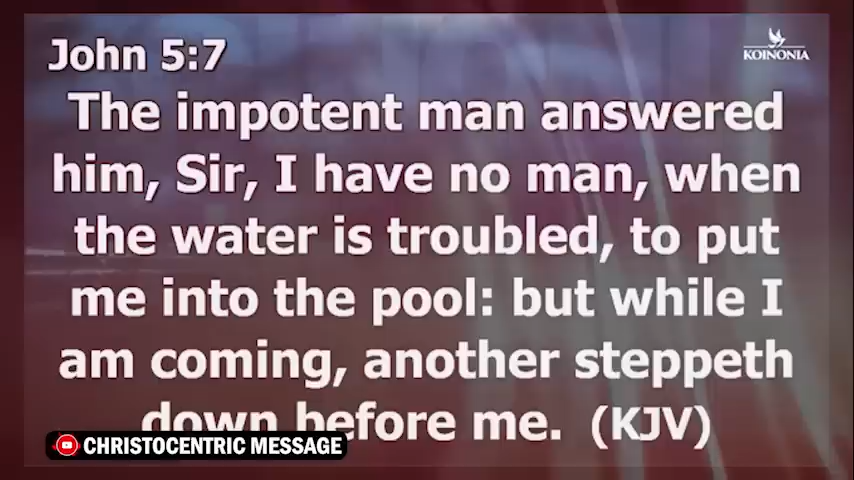 John 5:7
KOINONIA
The impotent man answered
him, Sir, I have no man, when
the water is troubled, to put
me into the pool: but while I
am coming, another steppeth
down before me. (KJV)
CHRISTOCENTRIC MESSAGE